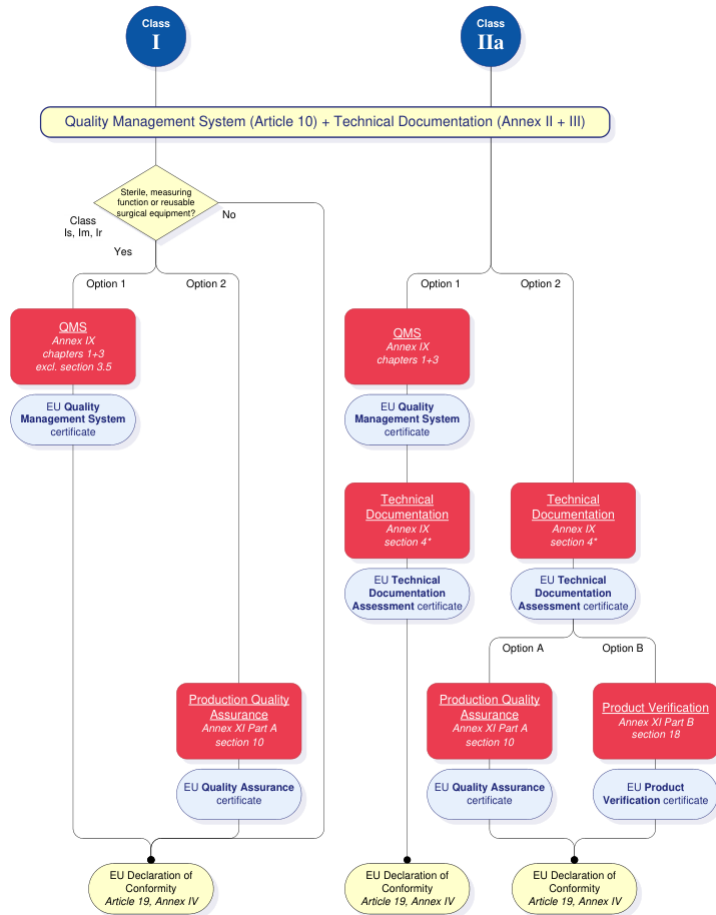 Class
I
Class
IIa
Quality Management System (Article 10) + Technical Documentation (Annex II + III)
Sterile, measuring
function or reusable
surgical equipment?
No
Class
Is, Im, Ir
Yes
Option 1
Option 2
Option 1
Option 2
QMS
Annex IX
chapters 1+3
excl. section 3.5
EU Quality
Management System
certificate
QMS
Annex IX
chapters 1+3
EU Quality
Management System
certificate
Technical
Documentation
Annex IX
section 4*
EU Technical
Documentation
Assessment certificate
Technical
Documentation
Annex IX
section 4*
EU Technical
Documentation
Assessment certificate
Option A
Option B
Production Quality
Assurance
Annex XI Part A
section 10
EU Quality Assurance
certificate
Production Quality
Assurance
Annex XI Part A
section 10
EU Quality Assurance
certificate
Product Verification
Annex XI Part B
section 18
EU Product
Verification certificate
EU Declaration of
Conformity
Article 19, Annex IV
EU Declaration of
Conformity
Article 19, Annex IV
EU Declaration of
Conformity
Article 19, Annex IV